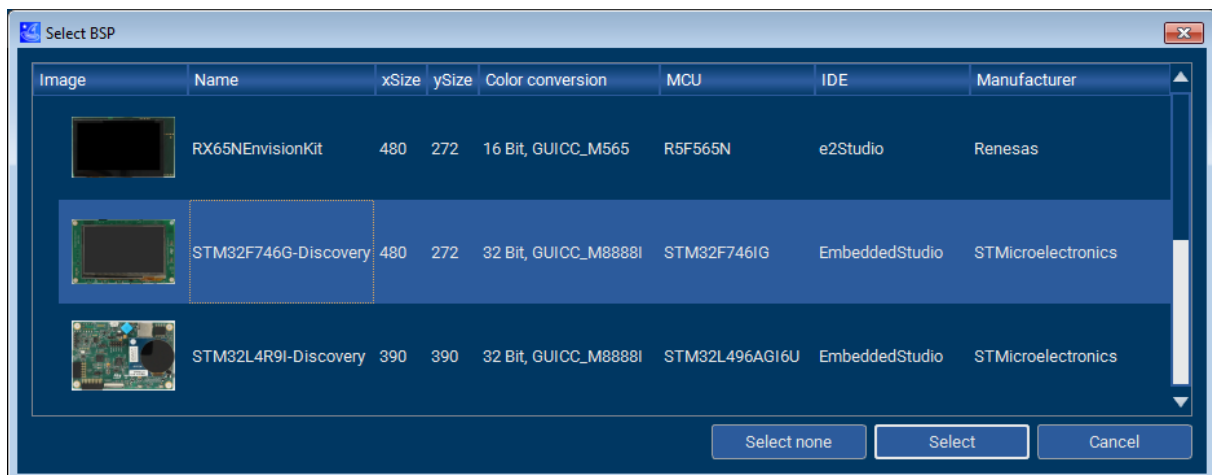 Select BSP
Image Name xSize ySize Color conversion MCU IDE Manufacturer
RX65NEnvisionKit 480 272 16 Bit, GUICC_M565 R5F565N e2Studio Renesas
STM32F746G-Discovery 480 272 32 Bit, GUICC_M8888I STM32F746IG EmbeddedStudio STMicroelectronics
STM32L4R9I-Discovery 390 390 32 Bit, GUICC_M8888I STM32L496AGI6U EmbeddedStudio STMicroelectronics
Select none Select Cancel